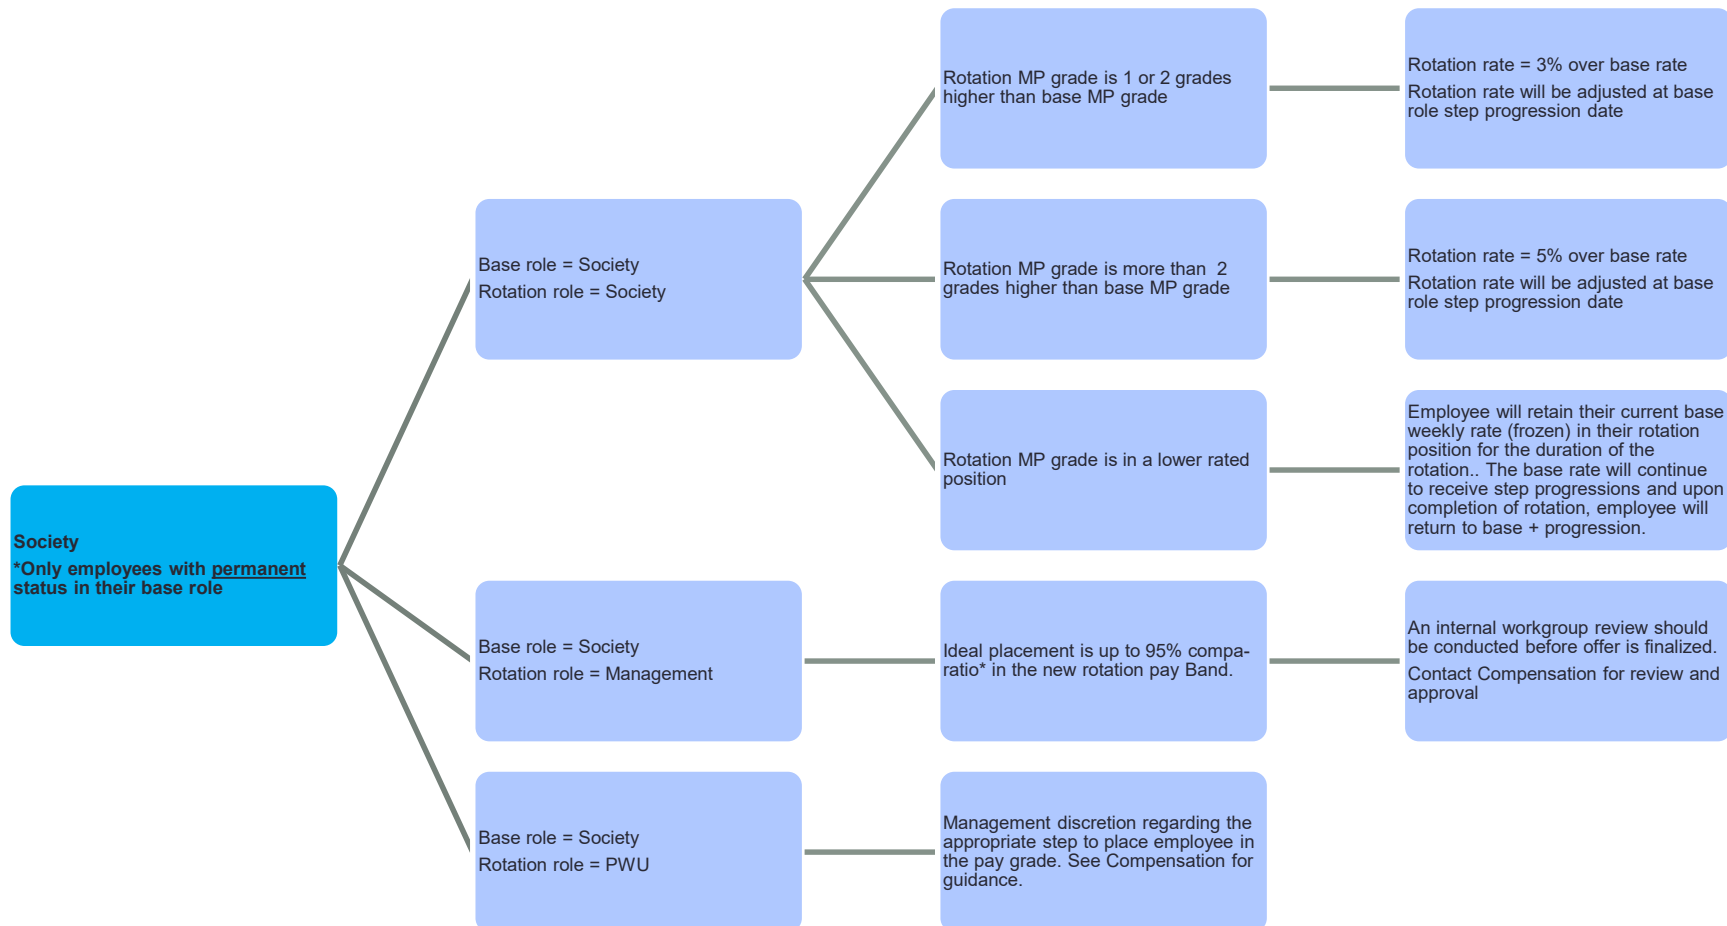 Society
*Only employees with permanent
status in their base role
Base role = Society
Rotation role = Society
Rotation MP grade is 1 or 2 grades
higher than base MP grade
Rotation rate = 3% over base rate
Rotation rate will be adjusted at base
role step progression date
Rotation MP grade is more than  2
grades higher than base MP grade
Rotation rate = 5% over base rate
Rotation rate will be adjusted at base
role step progression date
Rotation MP grade is in a lower rated
position
Employee will retain their current base
weekly rate (frozen) in their rotation
position for the duration of the
rotation.. The base rate will continue
to receive step progressions and upon
completion of rotation, employee will
return to base + progression.
Base role = Society
Rotation role = Management
Ideal placement is up to 95% compa-
ratio* in the new rotation pay Band.
An internal workgroup review should
be conducted before offer is finalized.
Contact Compensation for review and
approval
Base role = Society
Rotation role = PWU
Management discretion regarding the
appropriate step to place employee in
the pay grade. See Compensation for
guidance.